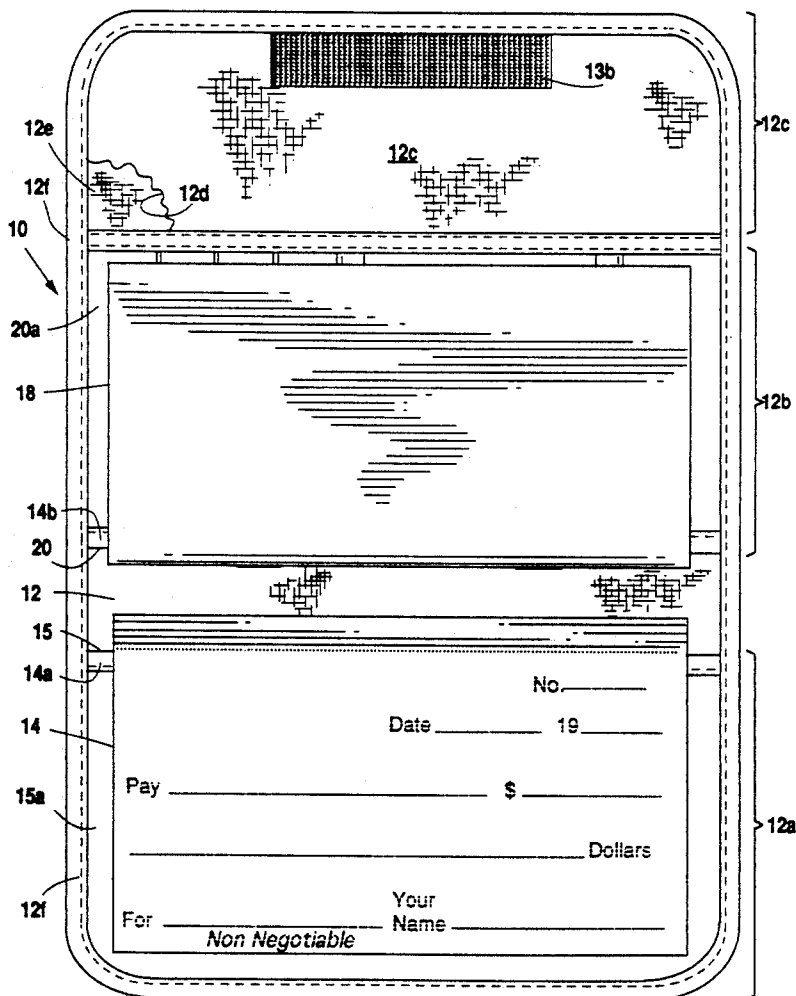 13b
12c
12e
12c
12f
12d
10
20a
18
12b
14b
20
12
15
14a
No.
14
Date 19
15a
Pay $
12a
Dollars
12f
Your
For Name
Non Negotiable